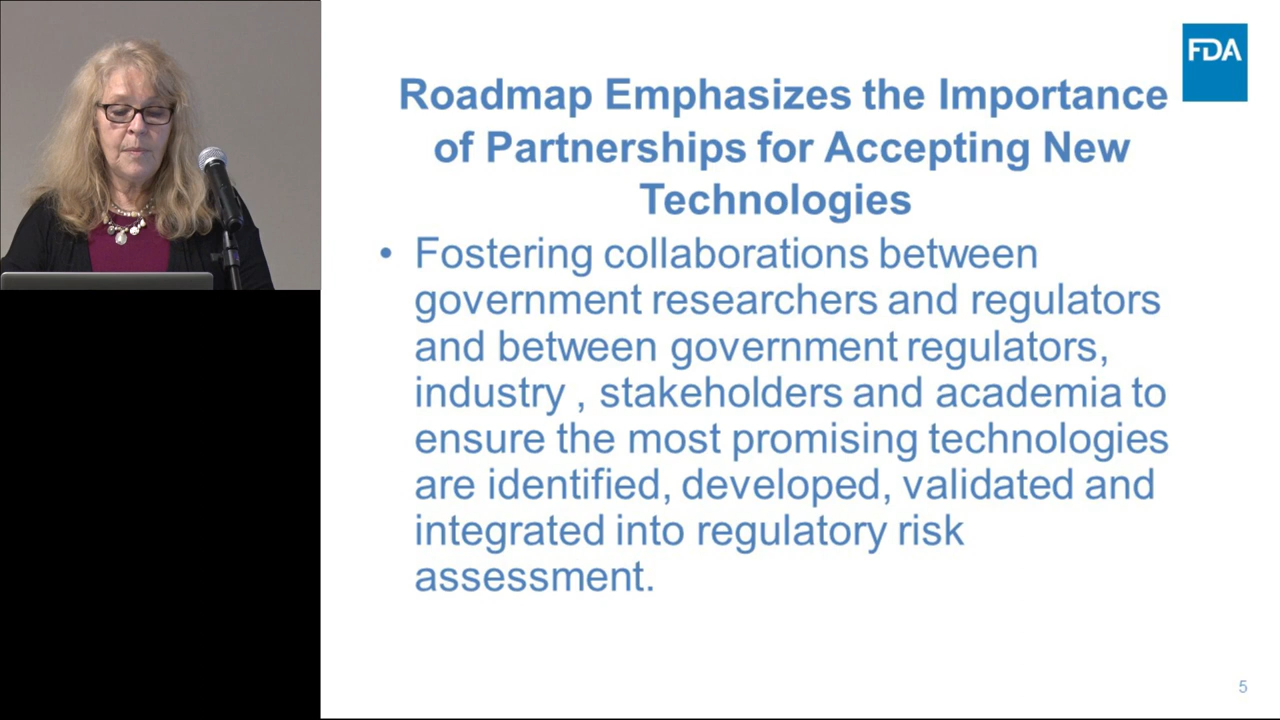 FDA
Roadmap Emphasizes the Importance
of Partnerships for Accepting New
Technologies
• Fostering collaborations between
government researchers and regulators
and between government regulators,
industry , stakeholders and academia to
ensure the most promising technologies
are identified, developed, validated and
integrated into regulatory risk
assessment.
5